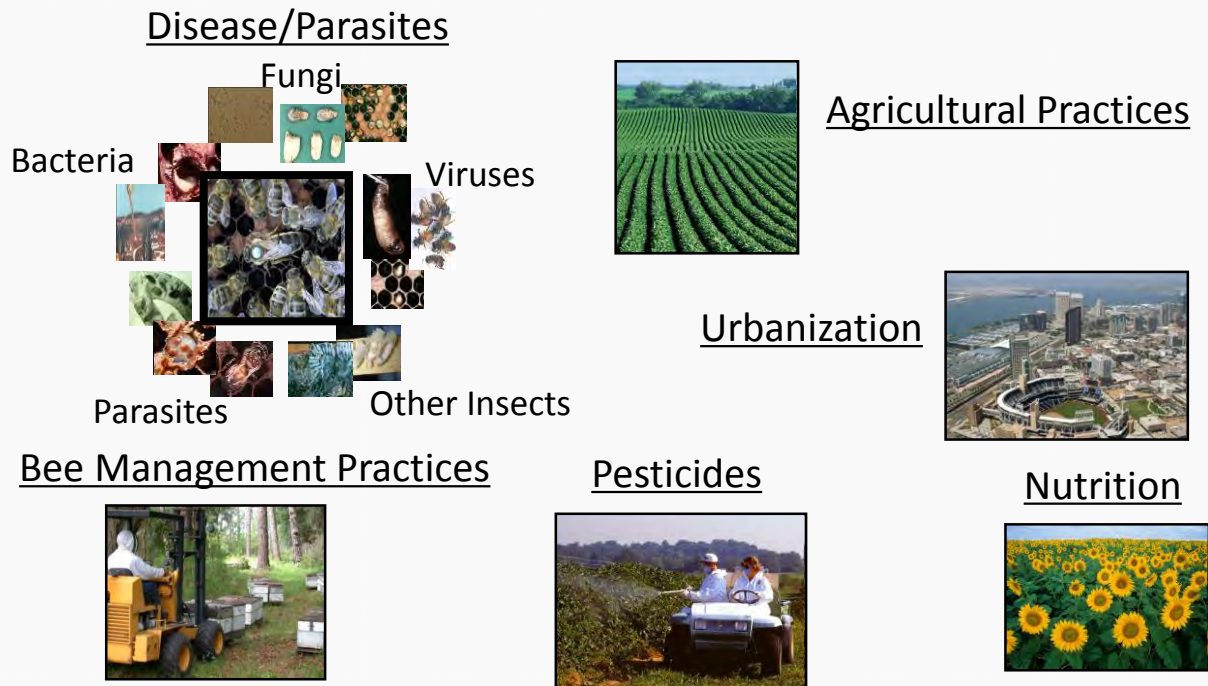 Disease/Parasites
Fungi
Bacteria
Viruses
Parasites
Other Insects
Agricultural Practices
Urbanization
Bee Management Practices
Pesticides
Nutrition